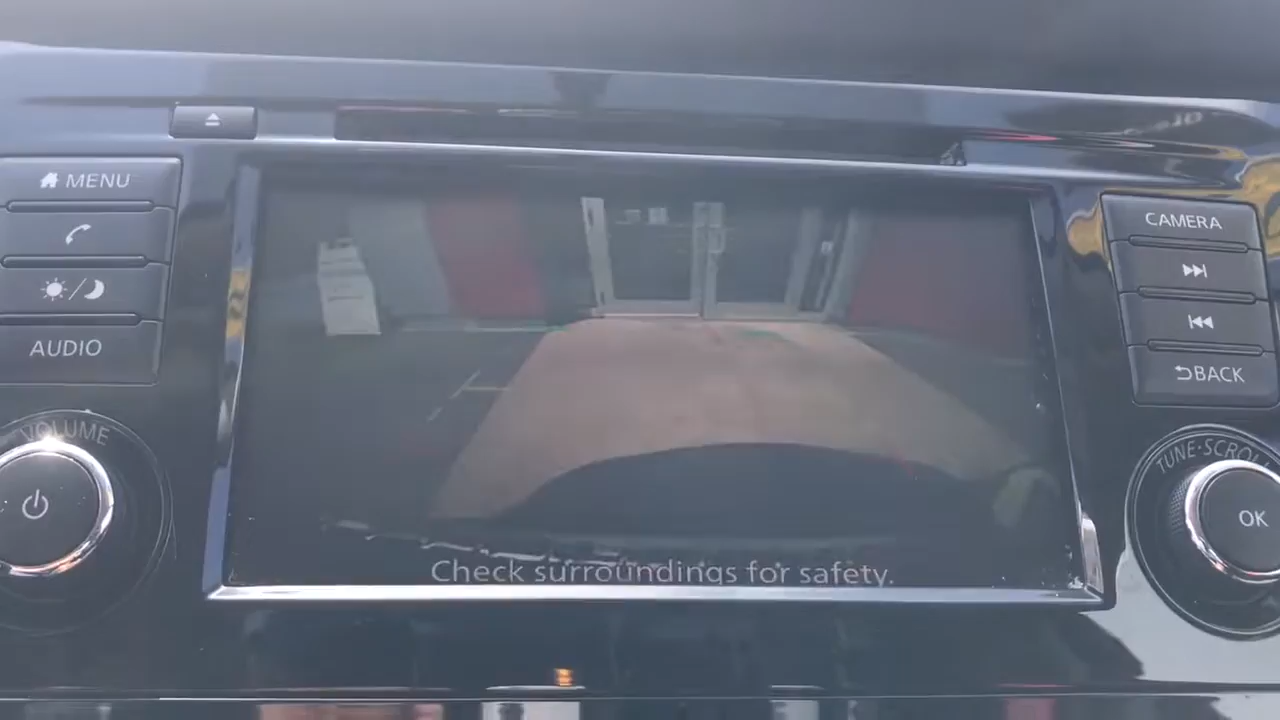 MENU
AUDIO
VOLUME
CAMERA
BACK
TUNE·SCROLL
OK
Check surroundings for safety.